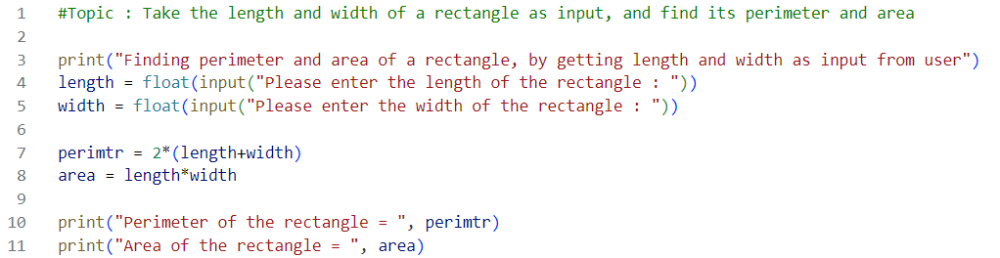 1 #Topic : Take the length and width of a rectangle as input, and find its perimeter and area
2
3 print("Finding perimeter and area of a rectangle, by getting length and width as input from user")
4 length = float(input("Please enter the length of the rectangle : "))
5 width = float(input("Please enter the width of the rectangle : "))
6
7 perimtr = 2*(length+width)
8 area = length*width
9
10 print("Perimeter of the rectangle = ", perimtr)
11 print("Area of the rectangle = ", area)